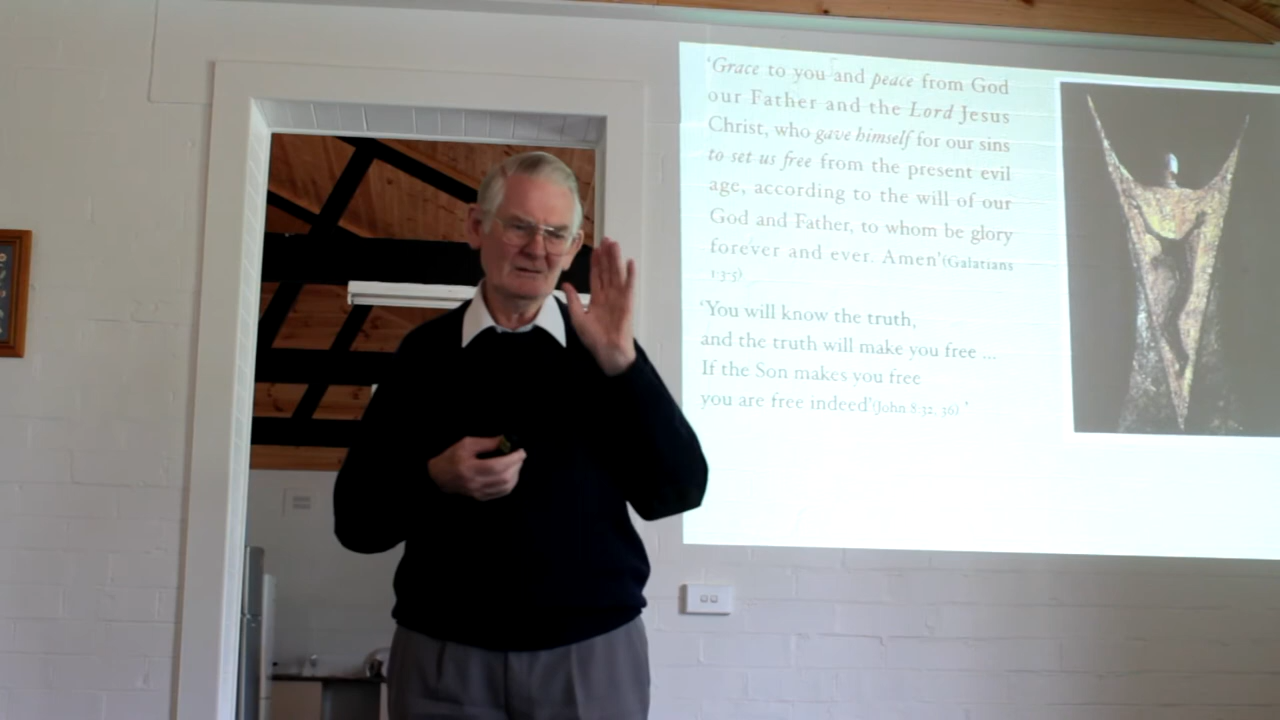 ‘Grace to you and peace from God
our Father and the Lord Jesus
Christ, who gave himself for our sins
to set us free from the present evil
age, according to the will of our
God and Father, to whom be glory
forever and ever. Amen’(Galatians
1:3-5)
‘You will know the truth,
and the truth will make you free ...
If the Son makes you free
you are free indeed’(John 8:32, 36) ’